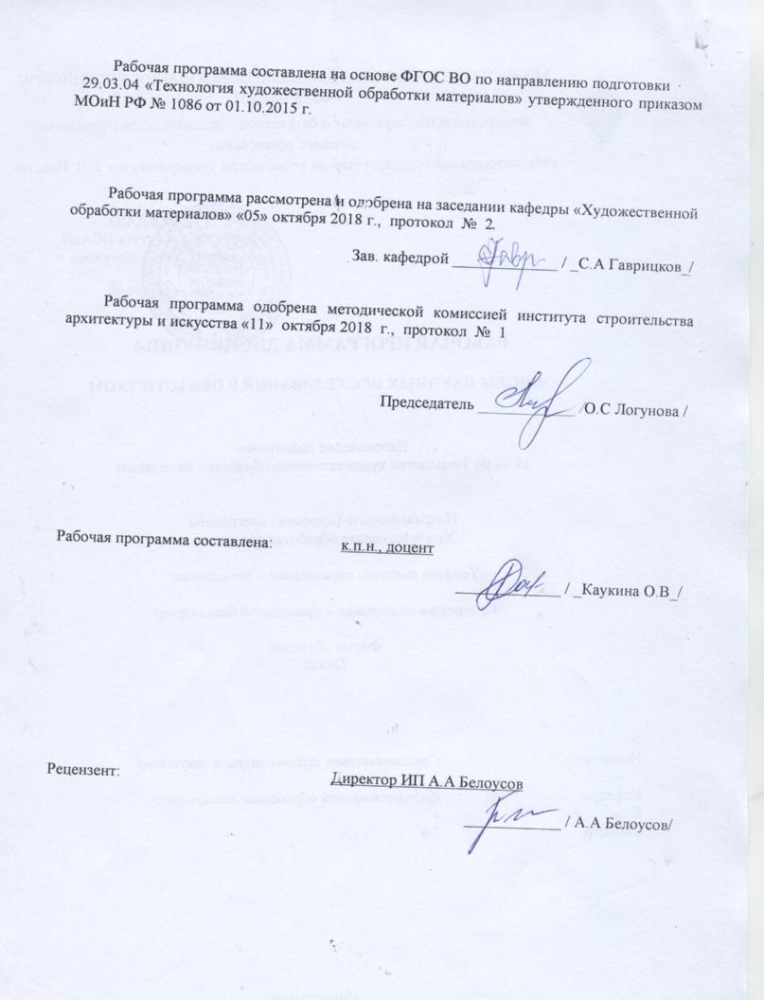 Рабочая программа составлена на основе ФГОС ВО по направлению подготовки
29.03.04 «Технология художественной обработки материалов» утвержденного приказом
МОиН РФ № 1086 от 01.10.2015 г.
Рабочая программа рассмотрена и одобрена на заседании кафедры «Художественной
обработки материалов» «05» октября 2018 г., протокол № 2.
Зав. кафедрой _____________ / _С.А Гаврицков_/
Рабочая программа одобрена методической комиссией института строительства
архитектуры и искусства «11» октября 2018 г., протокол № 1
Председатель ____________ /О.С Логунова /
Рабочая программа составлена: к.п.н., доцент
_____________ / _Каукина О.В_/
Рецензент: Директор ИП А.А Белоусов
____________ / А.А Белоусов/